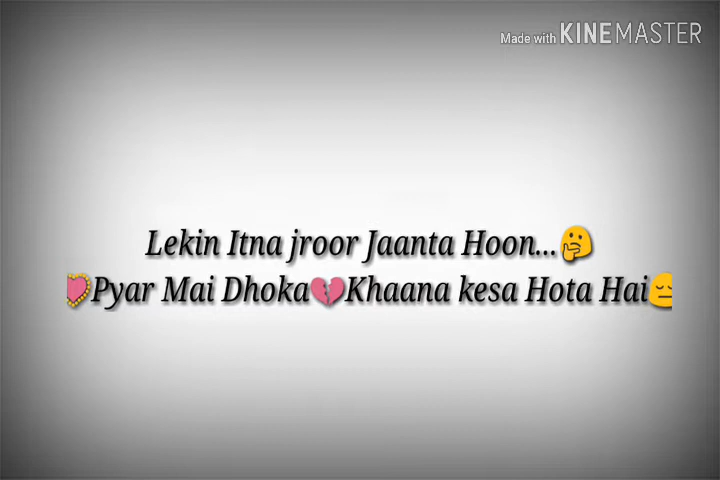 Made with KINEMASTER
Lekin Itna jroor Jaanta Hoon...🤔
💟Pyar Mai Dhoka💔Khaana kesa Hota Hai😔